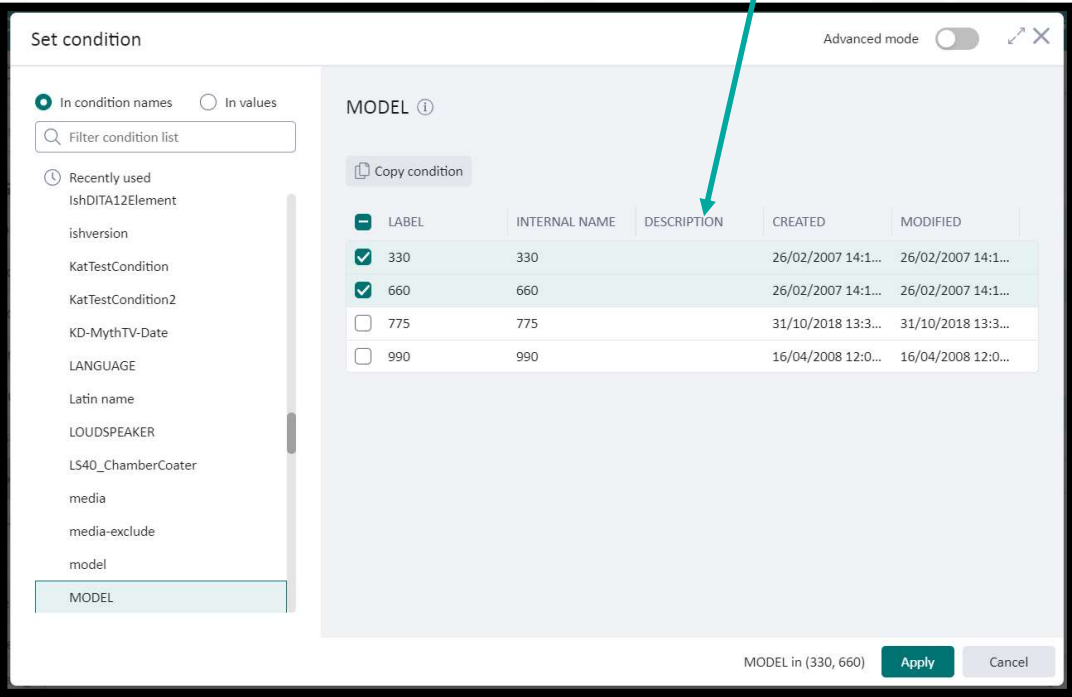 Set condition
Advanced mode
In condition names In values
Filter condition list
Recently used
IshDITA12Element
ishversion
KatTestCondition
KatTestCondition2
KD-MythTV-Date
LANGUAGE
Latin name
LOUDSPEAKER
LS40_ChamberCoater
media
media-exclude
model
MODEL
MODEL
Copy condition
LABEL INTERNAL NAME DESCRIPTION CREATED MODIFIED
330 330 26/02/2007 14:1... 26/02/2007 14:1...
660 660 26/02/2007 14:1... 26/02/2007 14:1...
775 775 31/10/2018 13:3... 31/10/2018 13:3...
990 990 16/04/2008 12:0... 16/04/2008 12:0...
MODEL in (330, 660) Apply Cancel